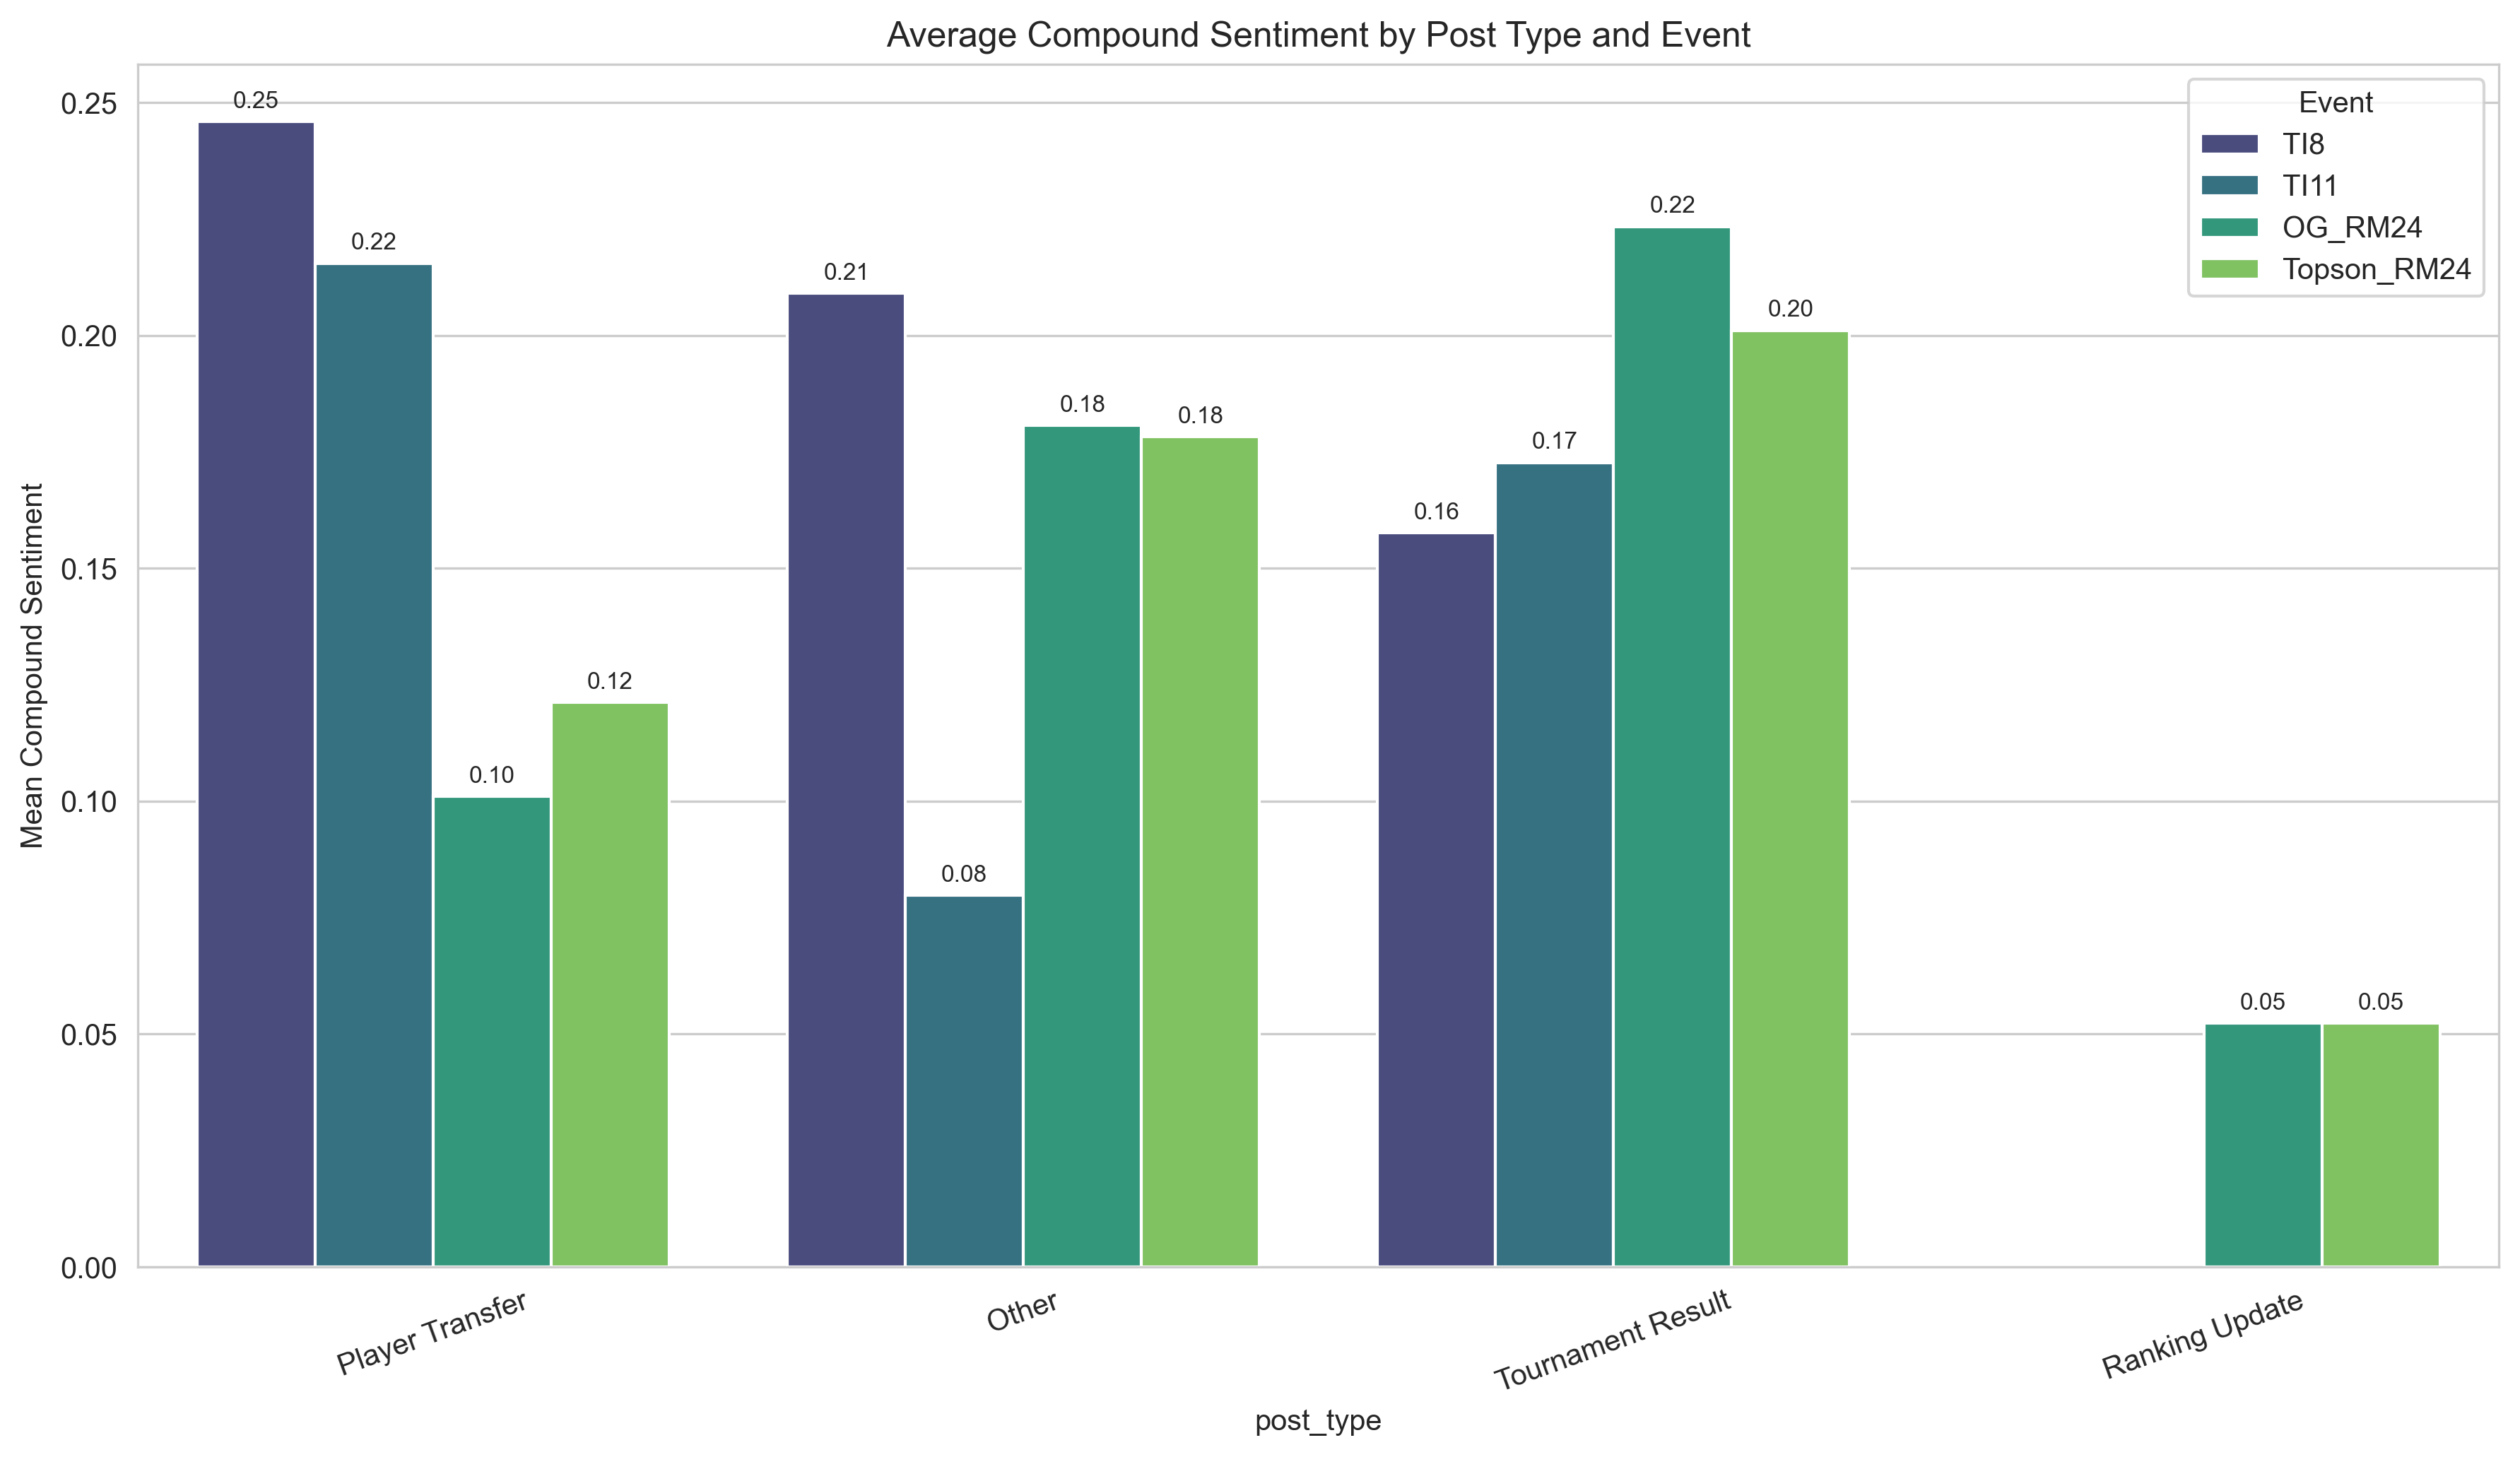 Average Compound Sentiment by Post Type and Event
Event
TI8
TI11
OG_RM24
Topson_RM24
Mean Compound Sentiment
0.25
0.20
0.15
0.10
0.05
0.00
0.25
0.22
0.10
0.12
0.21
0.08
0.18
0.18
0.16
0.17
0.22
0.20
0.05
0.05
Player Transfer
Other
Tournament Result
Ranking Update
post_type